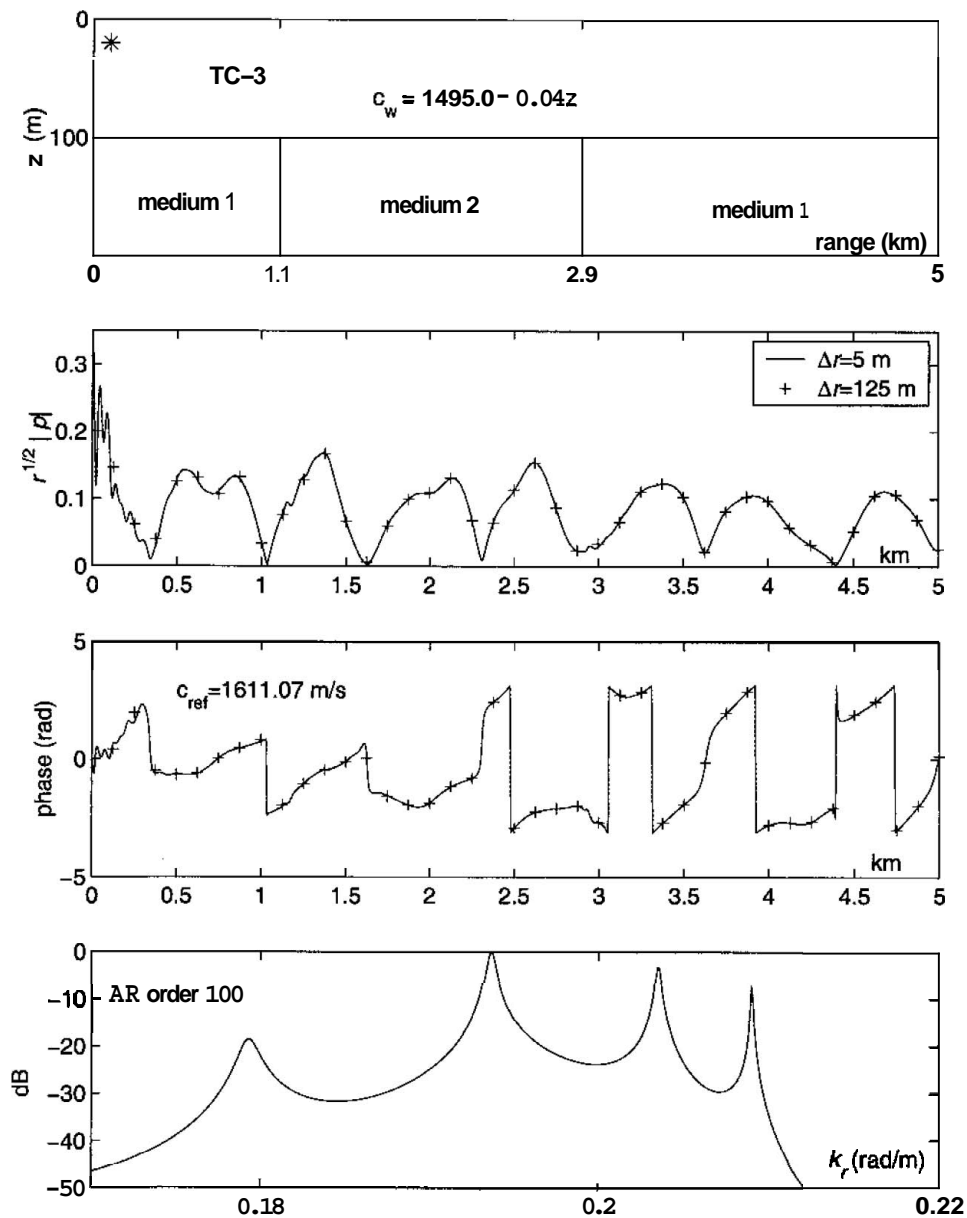 0
TC–3
c_w = 1495.0 – 0.04z
z (m)
100
medium 1
medium 2
medium 1
range (km)
0
1.1
2.9
5
0.3
0.2
0.1
0
r^{1/2} |p|
Δr=5 m
Δr=125 m
km
0 0.5 1 1.5 2 2.5 3 3.5 4 4.5 5
5
0
−5
phase (rad)
c_ref=1611.07 m/s
km
0 0.5 1 1.5 2 2.5 3 3.5 4 4.5 5
0
−10
−20
−30
−40
−50
dB
AR order 100
k_r (rad/m)
0.18 0.2 0.22